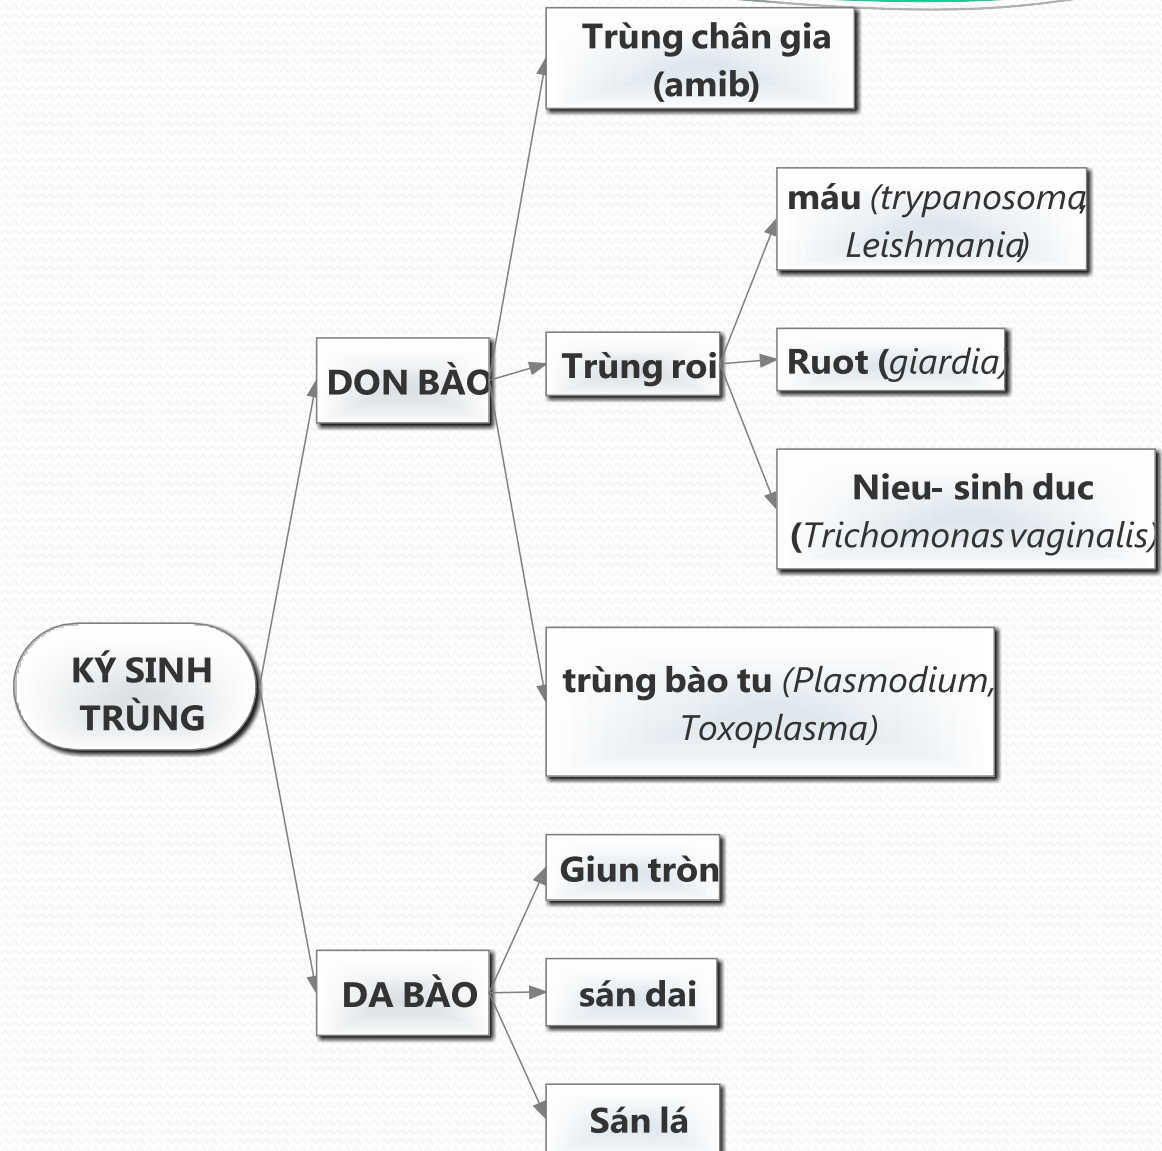 Trùng chân gia
(amib)
máu (trypanosoma,
Leishmania)
DON BÀO
Trùng roi
Ruot (giardia)
Nieu- sinh duc
(Trichomonas vaginalis)
KÝ SINH
TRÙNG
trùng bào tu (Plasmodium,
Toxoplasma)
Giun tròn
DA BÀO
sán dai
Sán lá